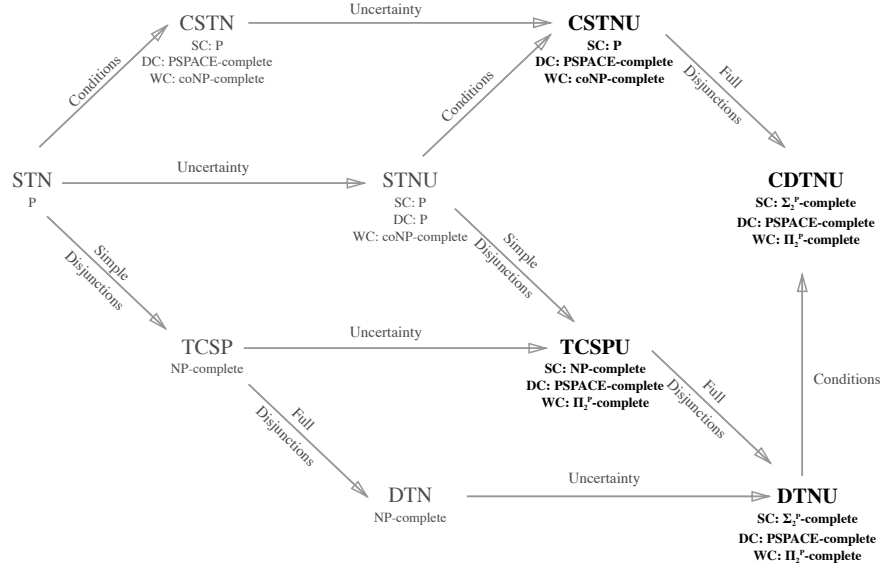 CSTN
SC: P
DC: PSPACE-complete
WC: coNP-complete
Uncertainty
CSTNU
SC: P
DC: PSPACE-complete
WC: coNP-complete
Conditions
Conditions
Full
Disjunctions
STN
P
Uncertainty
STNU
SC: P
DC: P
WC: coNP-complete
CDTNU
SC: Σ₂ᴾ-complete
DC: PSPACE-complete
WC: Π₂ᴾ-complete
Simple
Disjunctions
Simple
Disjunctions
TCSP
NP-complete
Uncertainty
TCSPU
SC: NP-complete
DC: PSPACE-complete
WC: Π₂ᴾ-complete
Conditions
Full
Disjunctions
Full
Disjunctions
DTN
NP-complete
Uncertainty
DTNU
SC: Σ₂ᴾ-complete
DC: PSPACE-complete
WC: Π₂ᴾ-complete